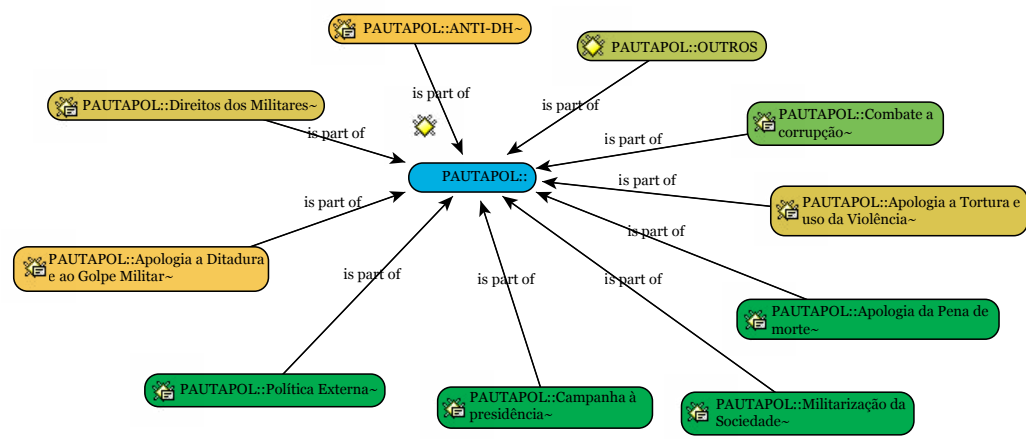 PAUTAPOL::ANTI-DH~
PAUTAPOL::OUTROS
is part of
PAUTAPOL::Direitos dos Militares~
is part of
is part of
PAUTAPOL::Combate a
corrupção~
is part of
PAUTAPOL::
is part of
PAUTAPOL::Apologia a Tortura e
uso da Violência~
is part of
is part of
PAUTAPOL::Apologia a Ditadura
e ao Golpe Militar~
is part of
is part of
is part of
PAUTAPOL::Apologia da Pena de
morte~
PAUTAPOL::Política Externa~
PAUTAPOL::Campanha à
presidência~
PAUTAPOL::Militarização da
Sociedade~